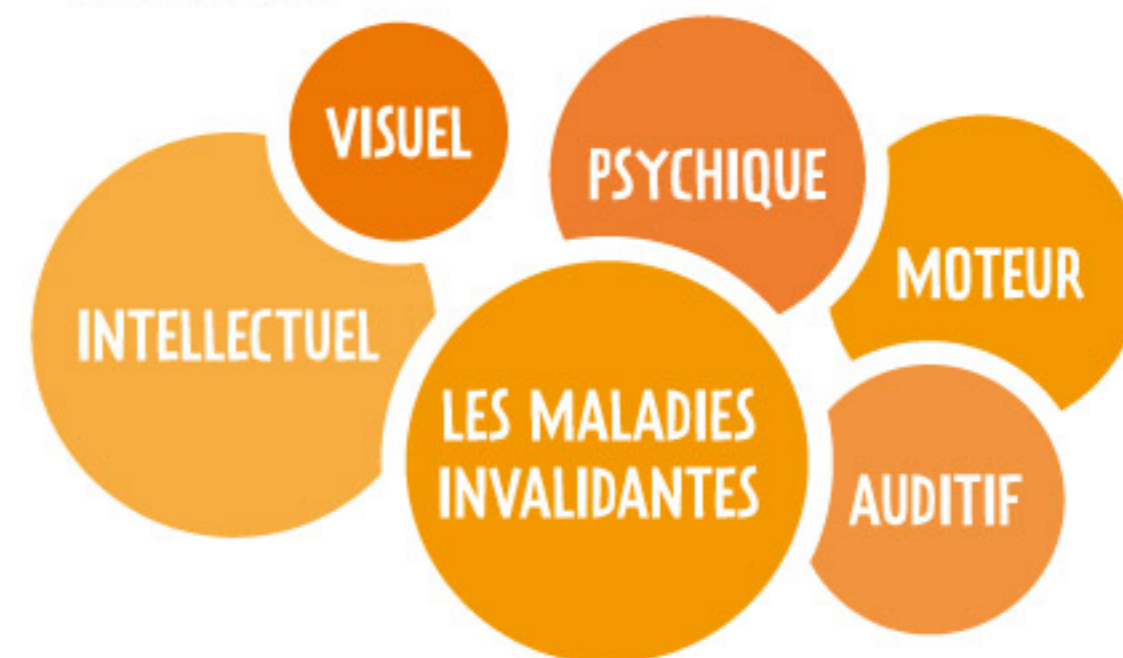 VISUEL
PSYCHIQUE
MOTEUR
INTELLECTUEL
LES MALADIES
INVALIDANTES
AUDITIF